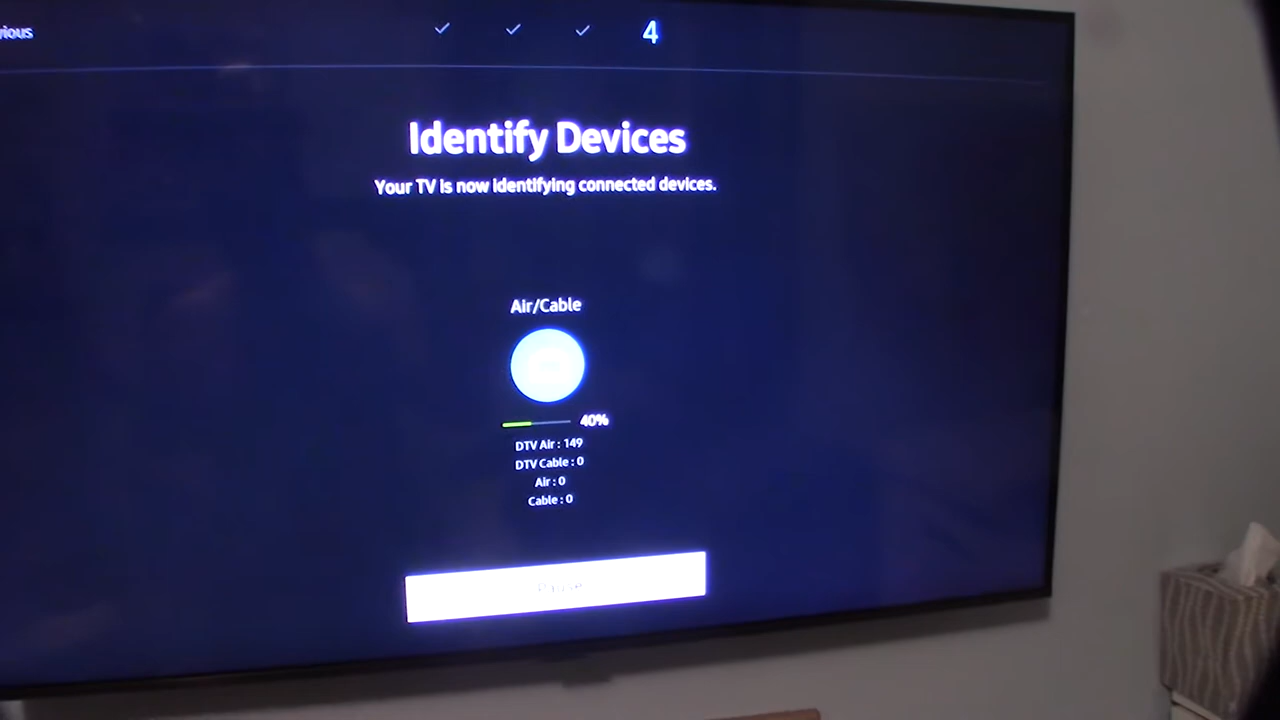 4
Identify Devices
Your TV is now identifying connected devices.
Air/Cable
40%
DTV Air : 149
DTV Cable : 0
Air : 0
Cable : 0
Pause